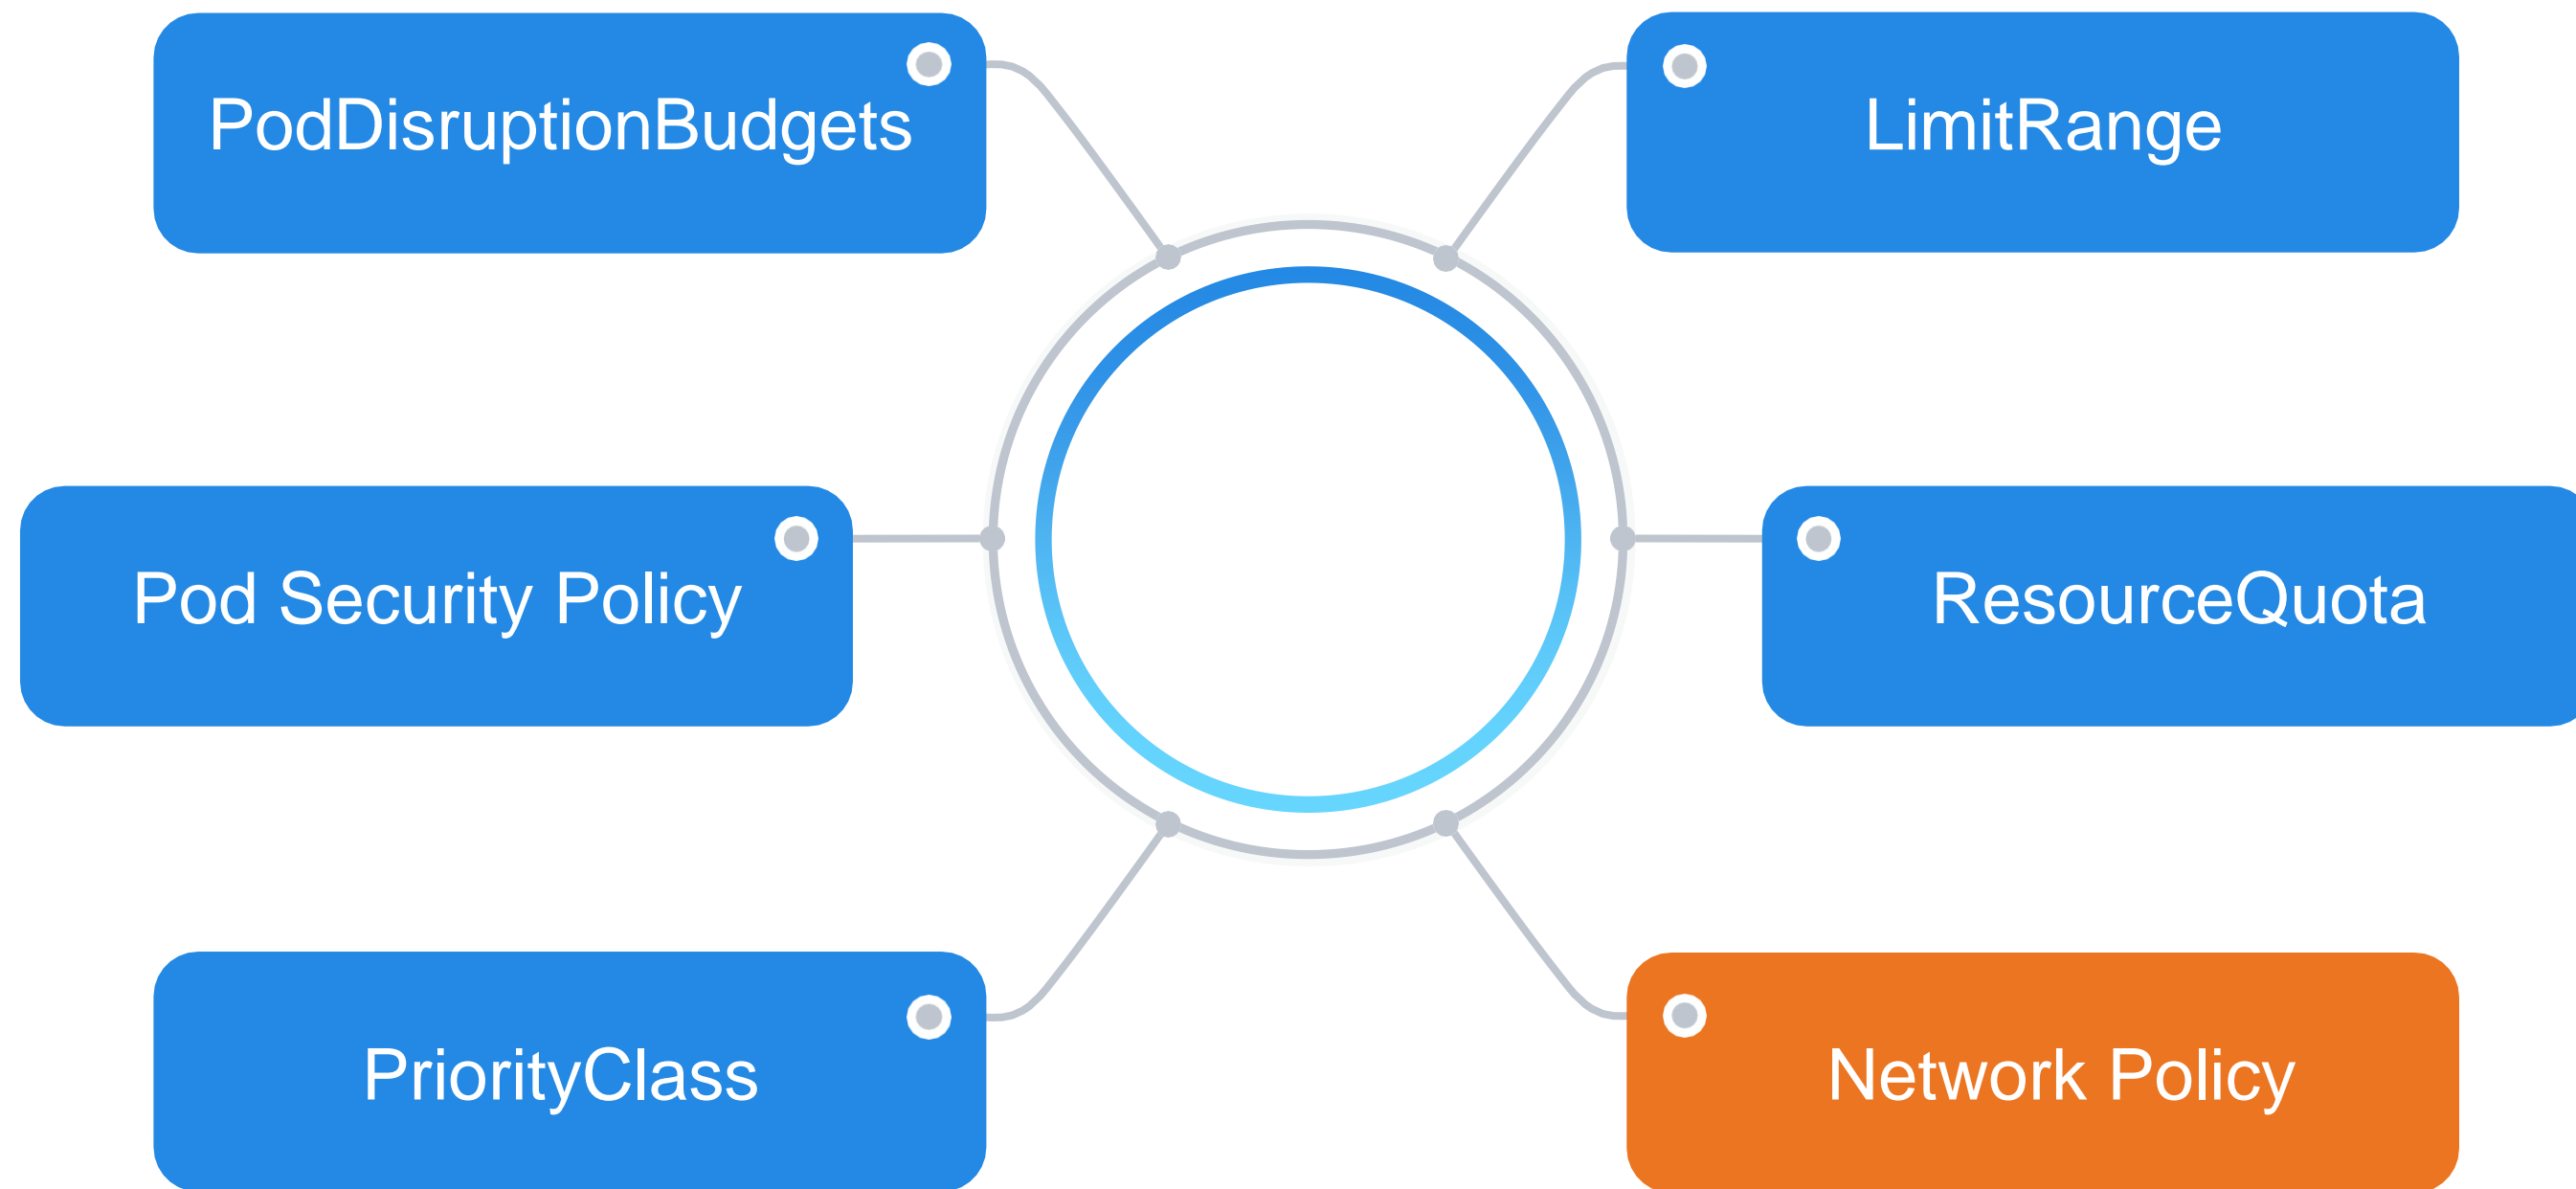 PodDisruptionBudgets
LimitRange
Pod Security Policy
ResourceQuota
PriorityClass
Network Policy